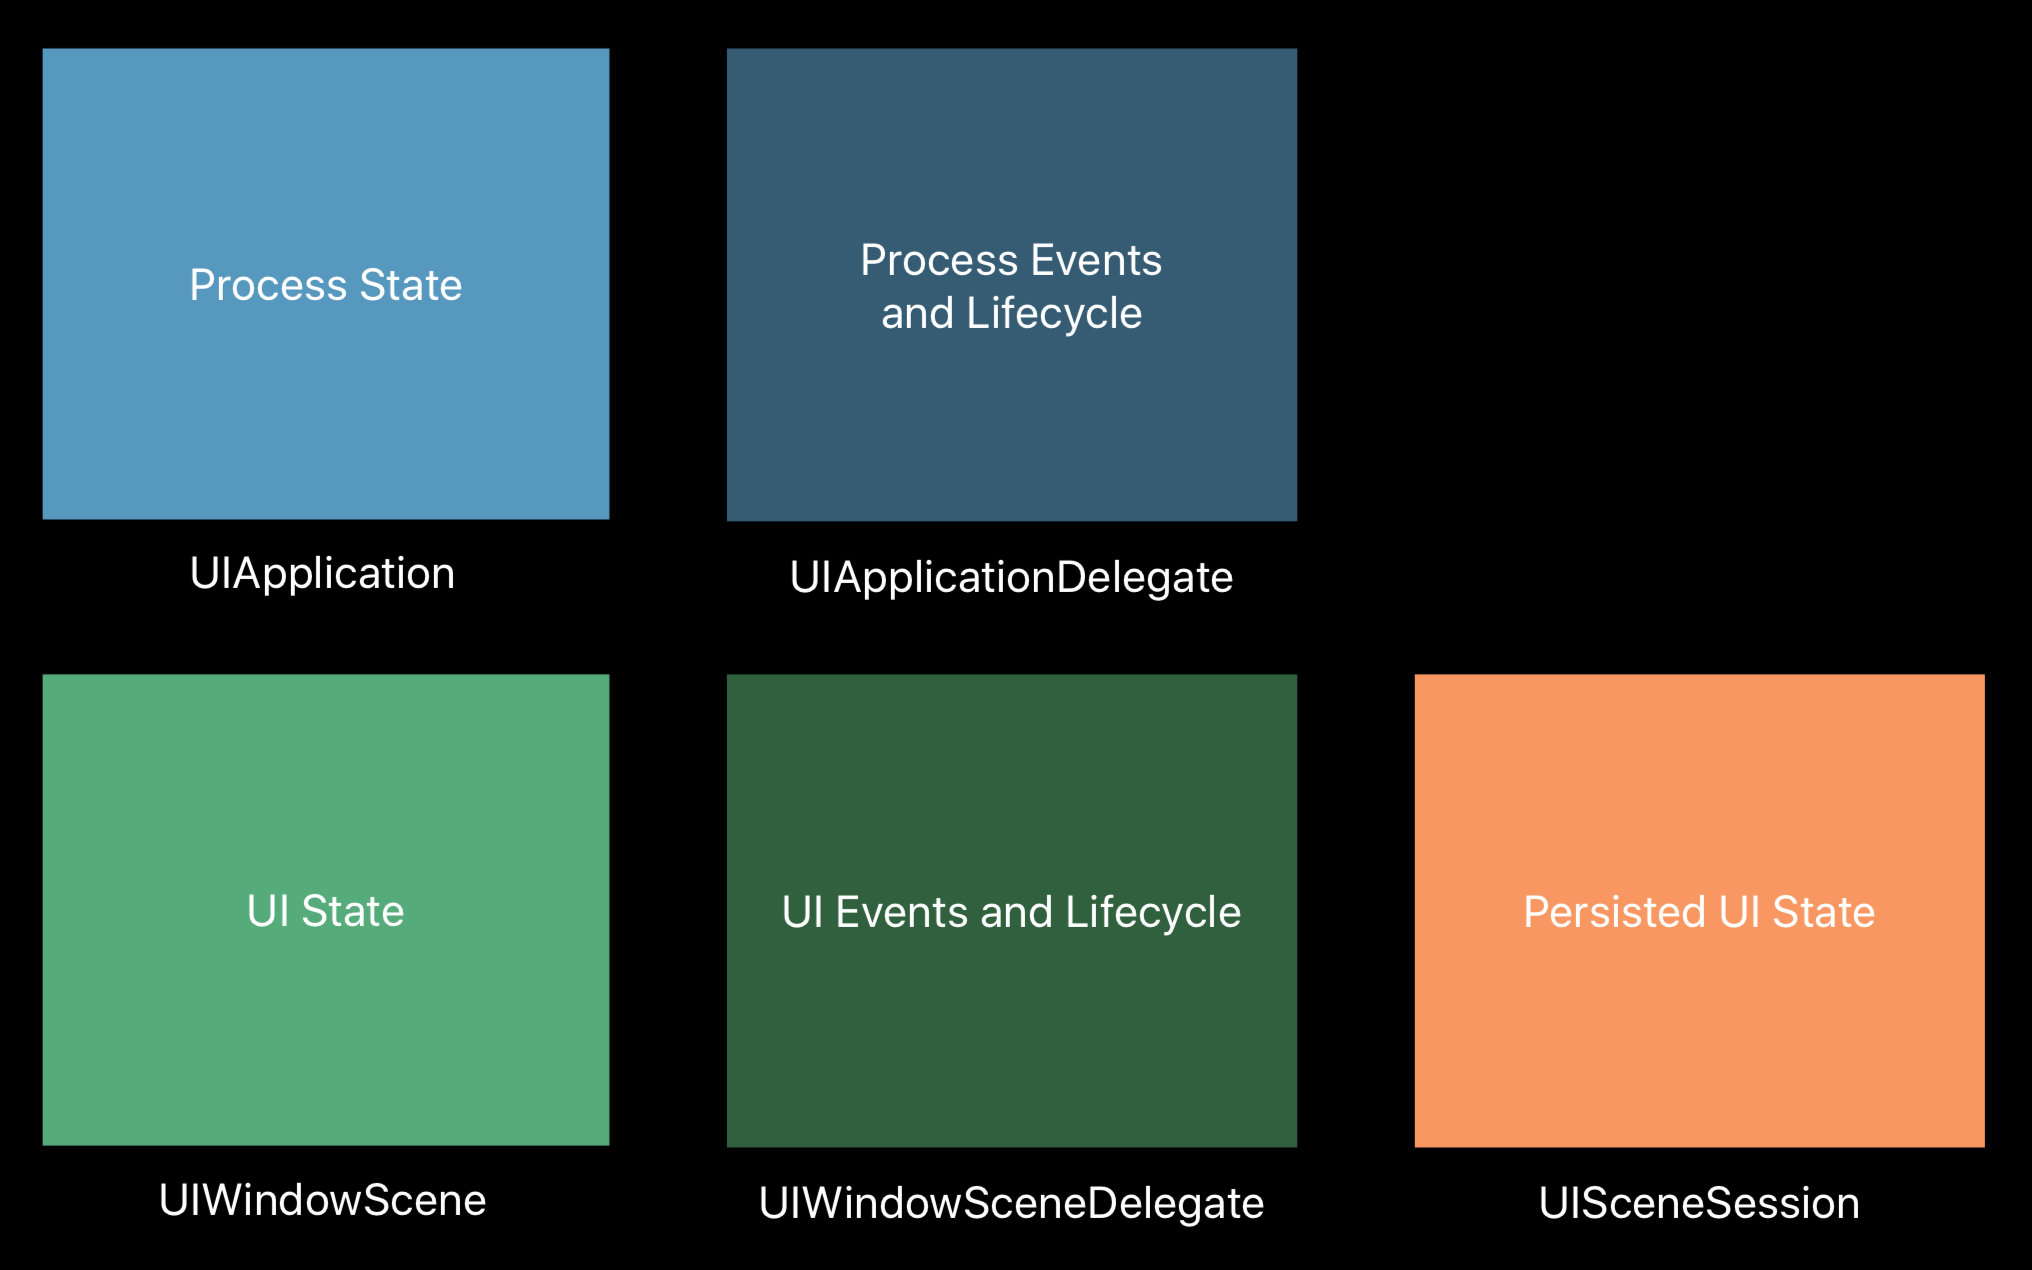 Process State
Process Events
and Lifecycle
UIApplication
UIApplicationDelegate
UI State
UI Events and Lifecycle
Persisted UI State
UIWindowScene
UIWindowSceneDelegate
UISceneSession